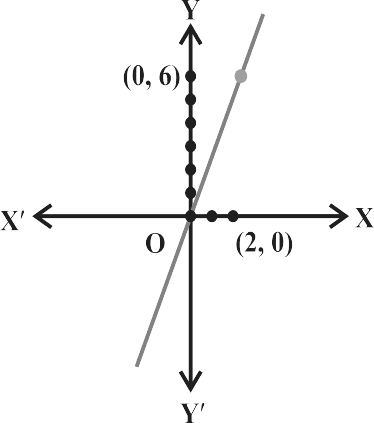 Y
(0, 6)
X′
X
O
(2, 0)
Y′